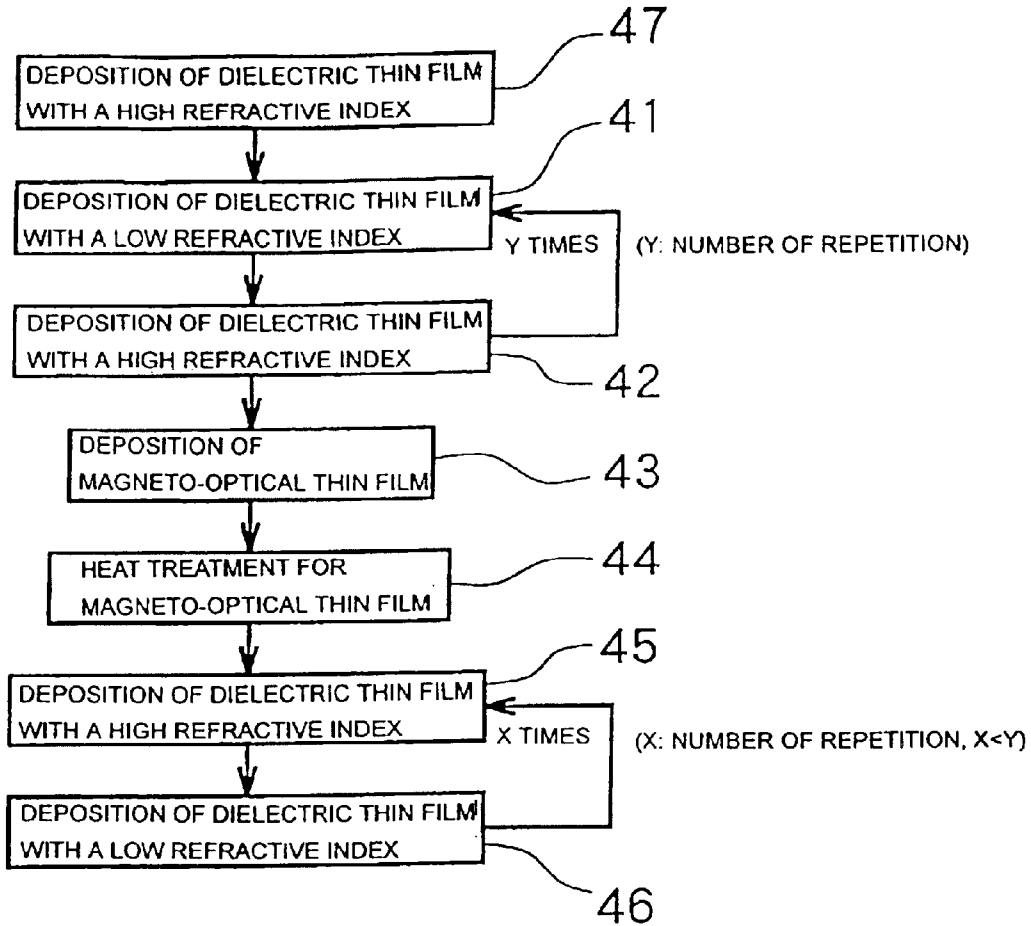 47
DEPOSITION OF DIELECTRIC THIN FILM
WITH A HIGH REFRACTIVE INDEX
41
DEPOSITION OF DIELECTRIC THIN FILM
WITH A LOW REFRACTIVE INDEX
Y TIMES
(Y: NUMBER OF REPETITION)
DEPOSITION OF DIELECTRIC THIN FILM
WITH A HIGH REFRACTIVE INDEX
42
DEPOSITION OF
MAGNETO-OPTICAL THIN FILM
43
HEAT TREATMENT FOR
MAGNETO-OPTICAL THIN FILM
44
45
DEPOSITION OF DIELECTRIC THIN FILM
WITH A HIGH REFRACTIVE INDEX
X TIMES
(X: NUMBER OF REPETITION, X<Y)
DEPOSITION OF DIELECTRIC THIN FILM
WITH A LOW REFRACTIVE INDEX
46